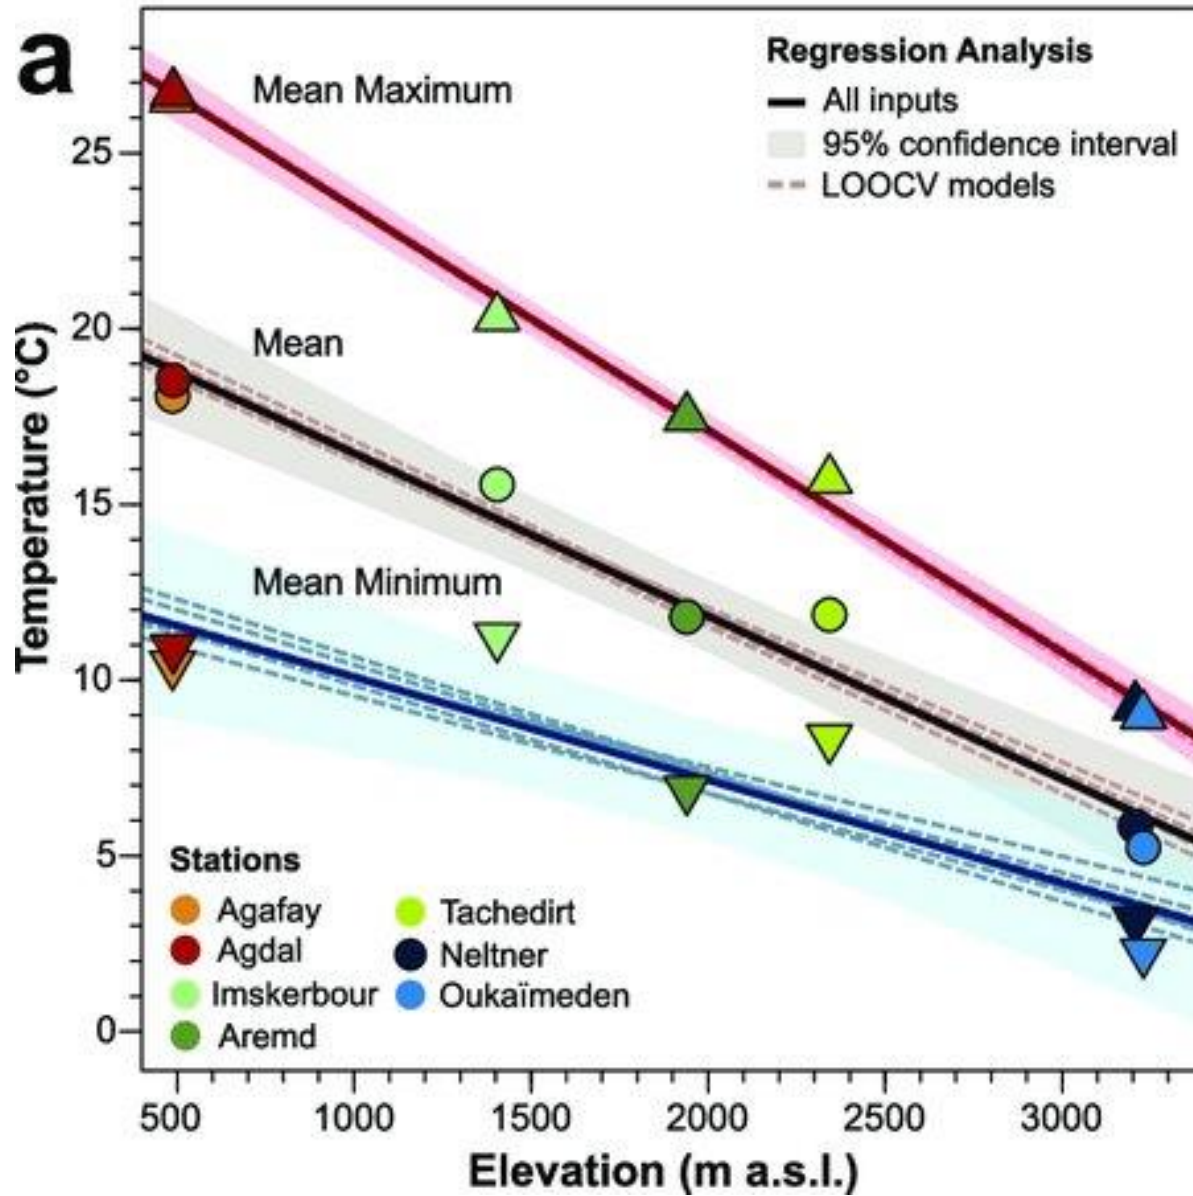 a
Mean Maximum
Mean
Mean Minimum
Regression Analysis
All inputs
95% confidence interval
LOOCV models
Temperature (°C)
25
20
15
10
5
0
Stations
Agafay
Agdal
Imskerbour
Aremd
Tachedirt
Neltner
Oukaïmeden
500 1000 1500 2000 2500 3000
Elevation (m a.s.l.)